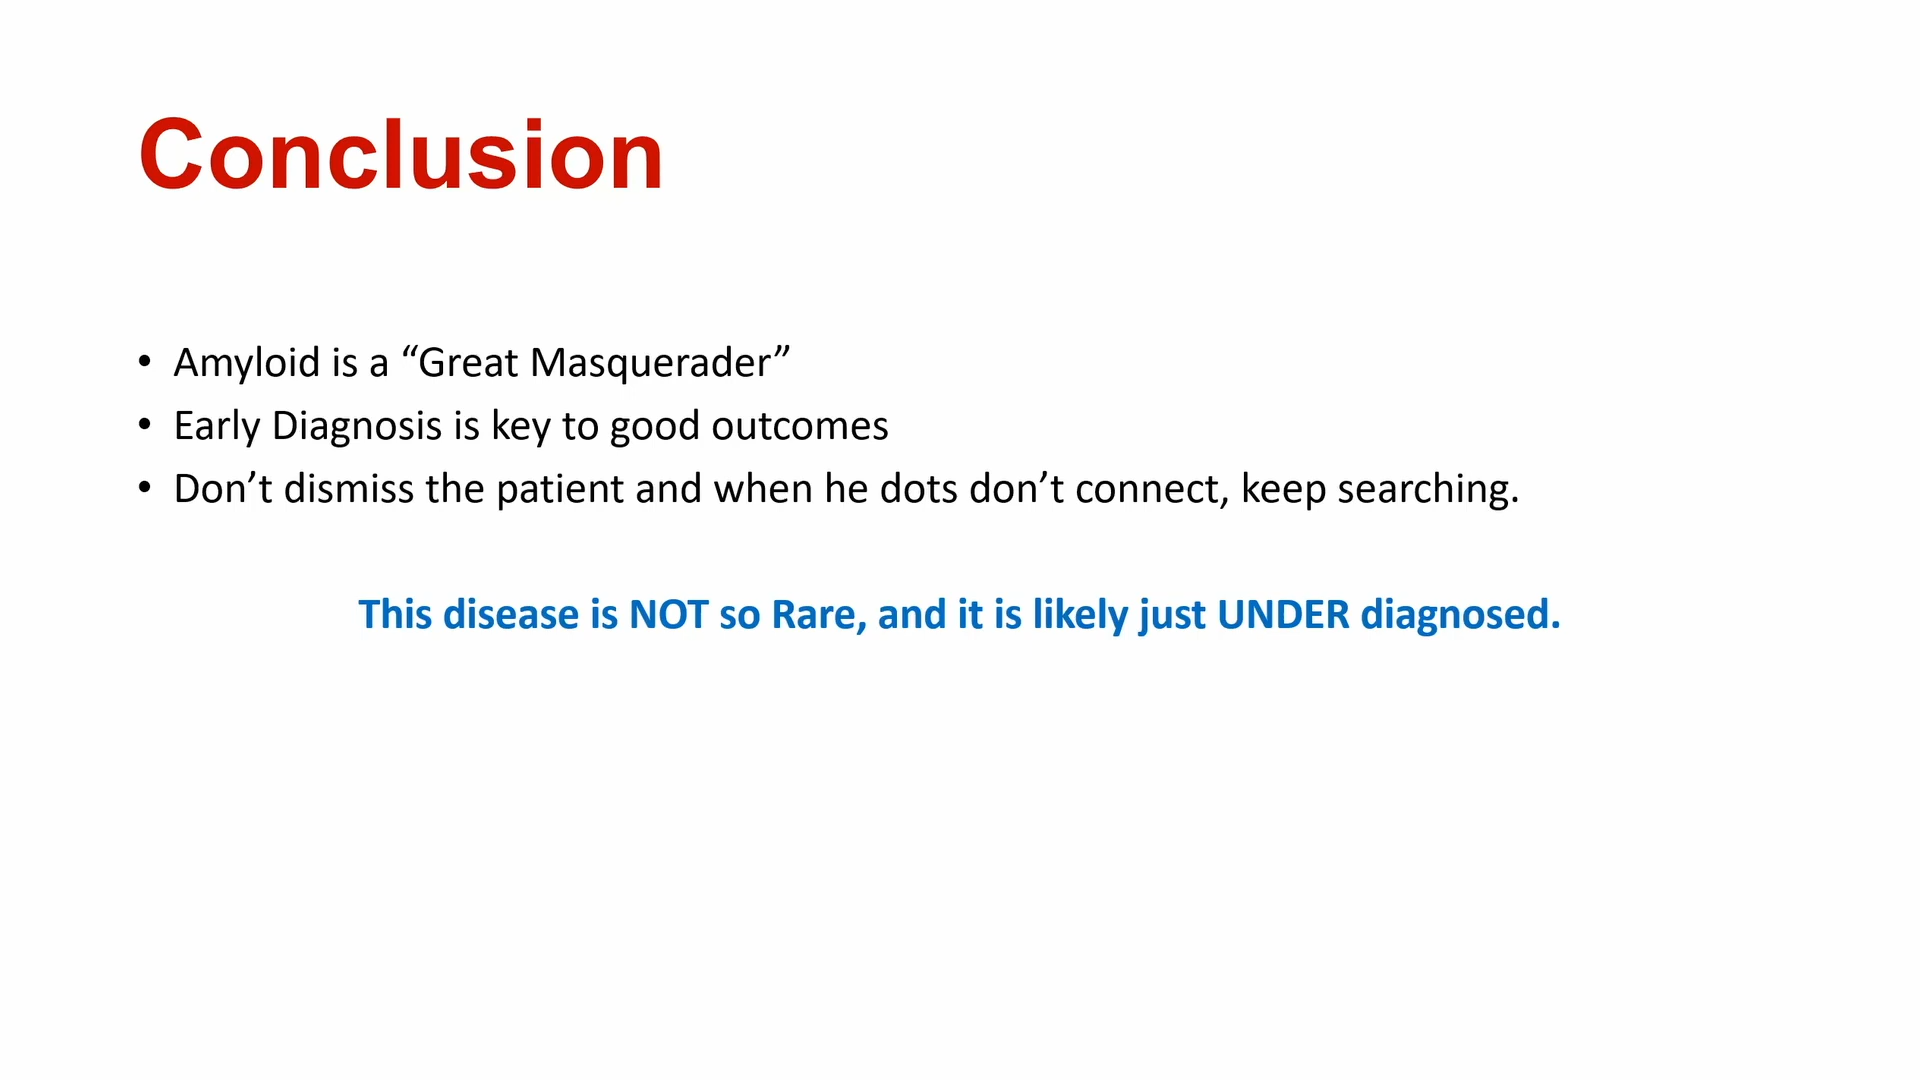 Conclusion
• Amyloid is a “Great Masquerader”
• Early Diagnosis is key to good outcomes
• Don’t dismiss the patient and when he dots don’t connect, keep searching.
This disease is NOT so Rare, and it is likely just UNDER diagnosed.